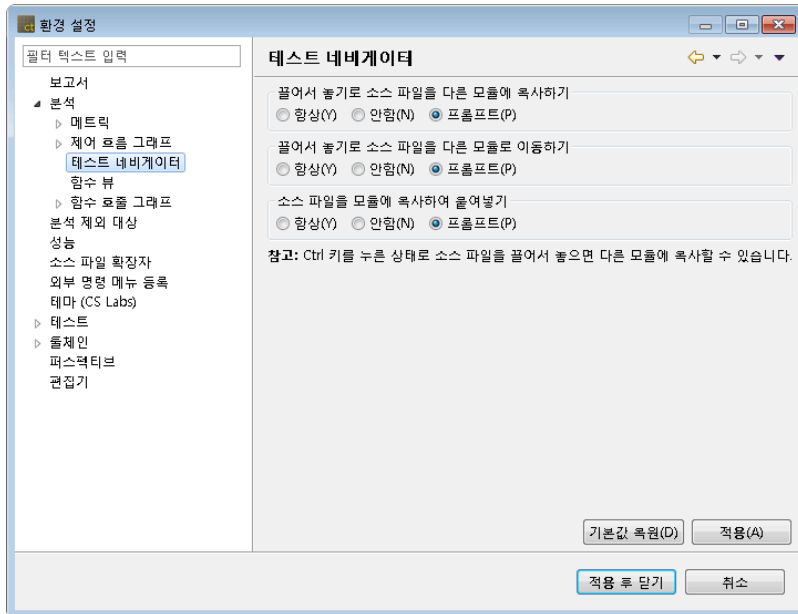 ct 환경 설정
필터 텍스트 입력
보고서
분석
메트릭
제어 흐름 그래프
테스트 네비게이터
함수 뷰
함수 호출 그래프
분석 제외 대상
성능
소스 파일 확장자
외부 명령 메뉴 등록
테마 (CS Labs)
테스트
툴체인
퍼스펙티브
편집기
테스트 네비게이터
끌어서 놓기로 소스 파일을 다른 모듈에 복사하기
항상(Y) 안함(N) 프롬프트(P)
끌어서 놓기로 소스 파일을 다른 모듈로 이동하기
항상(Y) 안함(N) 프롬프트(P)
소스 파일을 모듈에 복사하여 붙여넣기
항상(Y) 안함(N) 프롬프트(P)
참고: Ctrl 키를 누른 상태로 소스 파일을 끌어서 놓으면 다른 모듈에 복사할 수 있습니다.
기본값 복원(D) 적용(A)
적용 후 닫기 취소